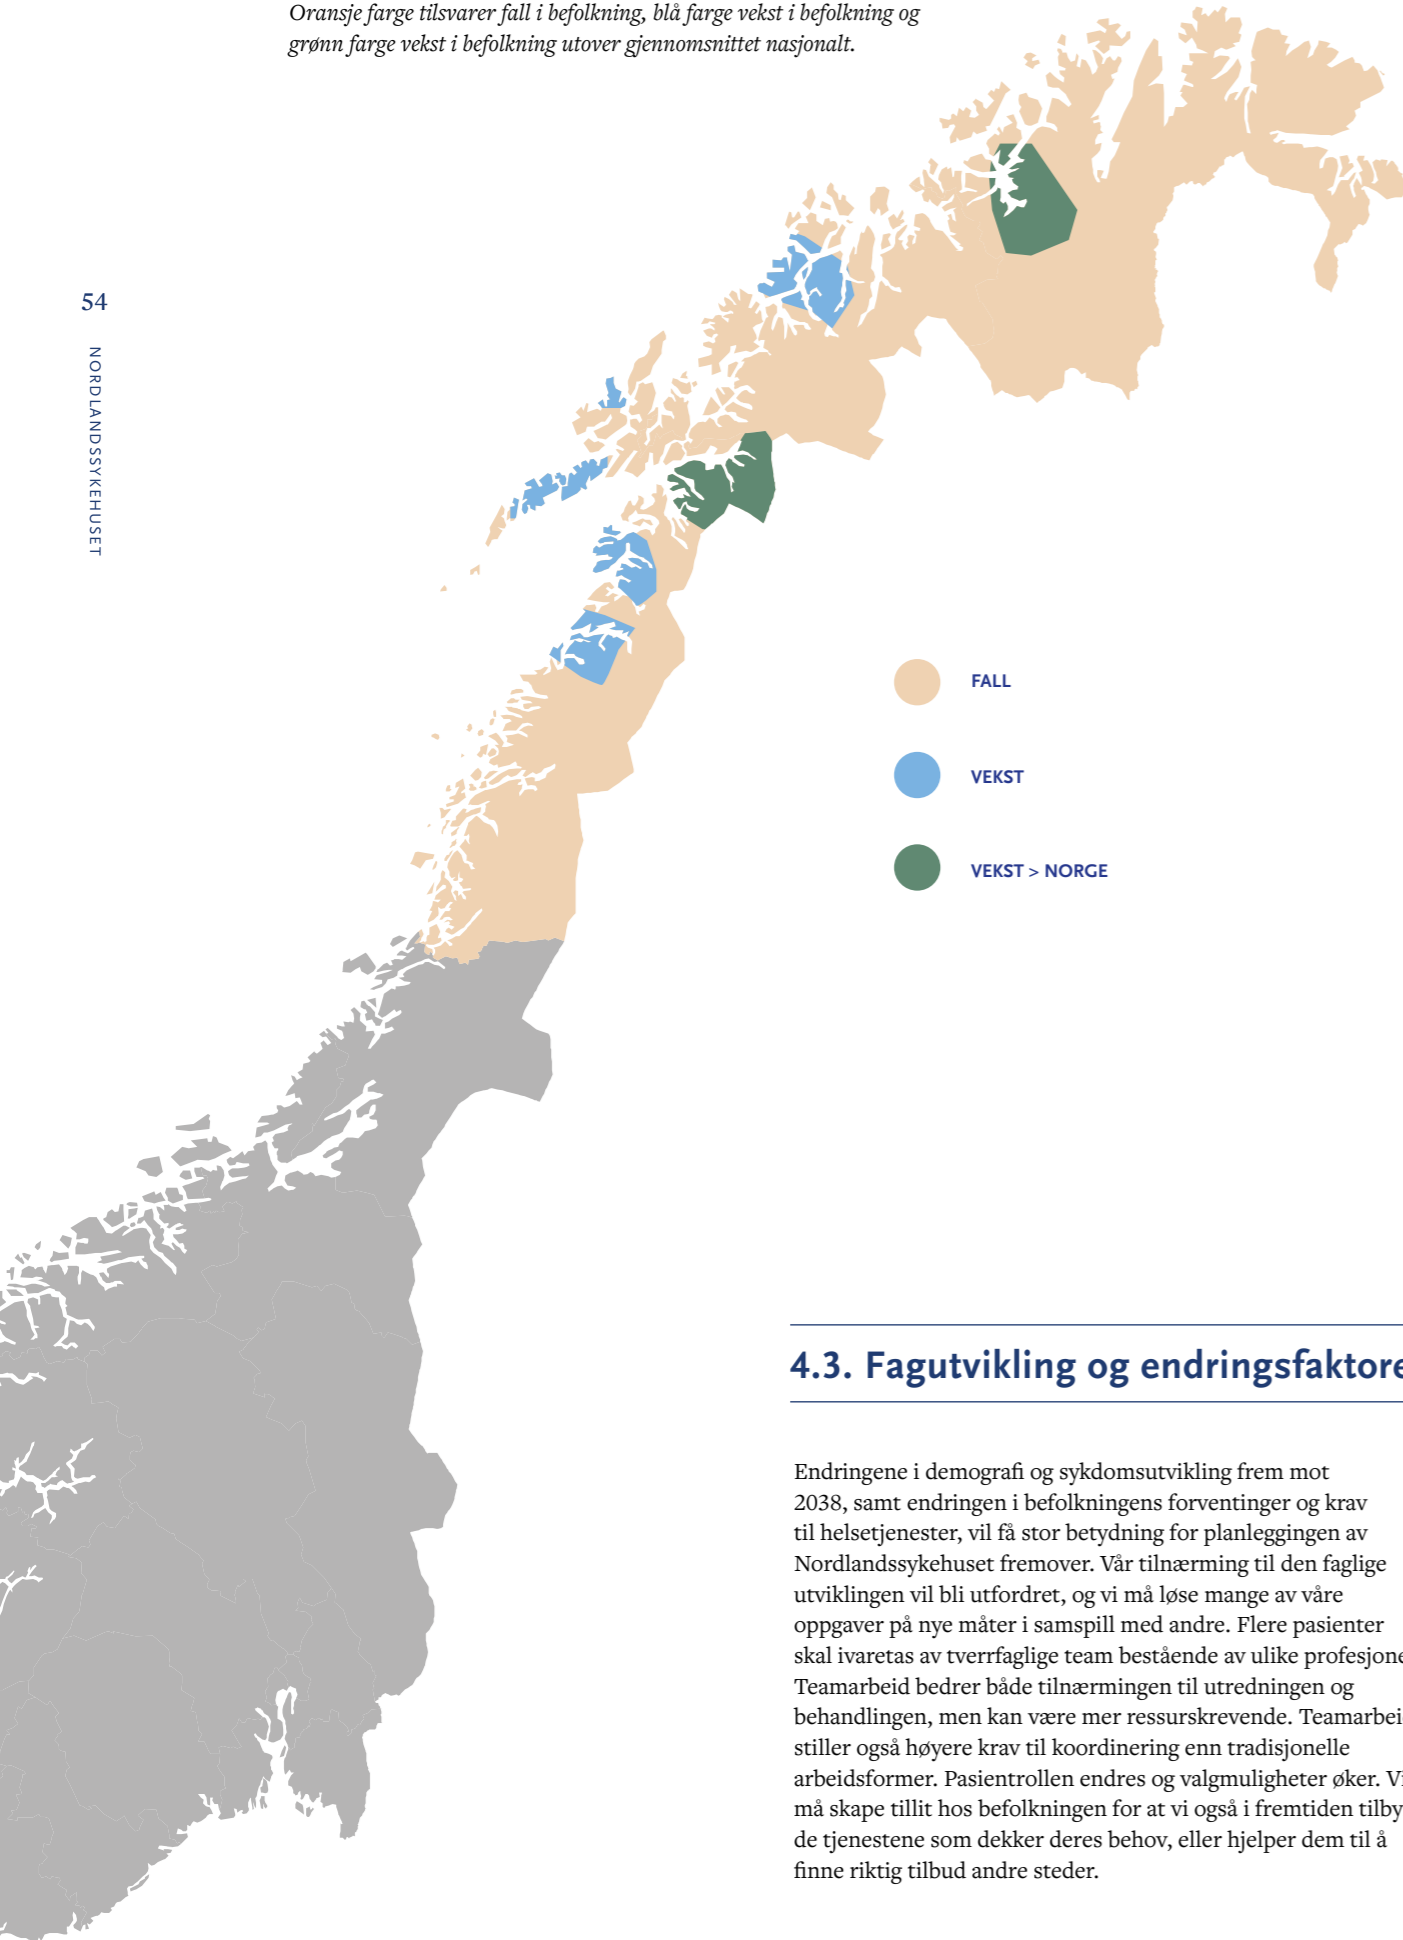 Oransje farge tilsvarer fall i befolkning, blå farge vekst i befolkning og
grønn farge vekst i befolkning utover gjennomsnittet nasjonalt.
54
NORDLANDSSYKEHUSET
FALL
VEKST
VEKST > NORGE
4.3. Fagutvikling og endringsfaktore
Endringene i demografi og sykdomsutvikling frem mot
2038, samt endringen i befolkningens forventinger og krav
til helsetjenester, vil få stor betydning for planleggingen av
Nordlandssykehuset fremover. Vår tilnærming til den faglige
utviklingen vil bli utfordret, og vi må løse mange av våre
oppgaver på nye måter i samspill med andre. Flere pasienter
skal ivaretas av tverrfaglige team bestående av ulike profesjone
Teamarbeid bedrer både tilnærmingen til utredningen og
behandlingen, men kan være mer ressurskrevende. Teamarbei
stiller også høyere krav til koordinering enn tradisjonelle
arbeidsformer. Pasientrollen endres og valgmuligheter øker. Vi
må skape tillit hos befolkningen for at vi også i fremtiden tilby
de tjenestene som dekker deres behov, eller hjelper dem til å
finne riktig tilbud andre steder.